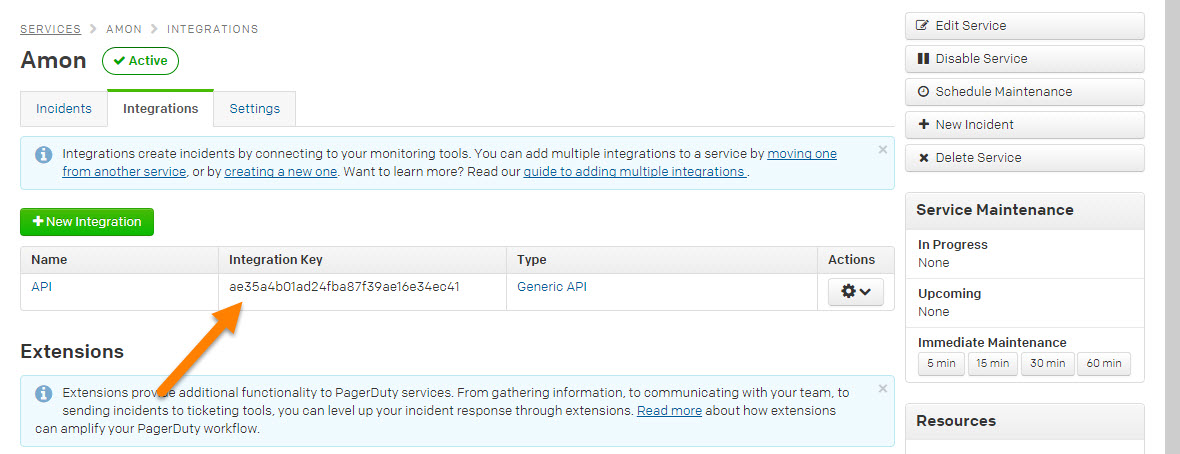 SERVICES > AMON > INTEGRATIONS
Amon
Active
Incidents
Integrations
Settings
Integrations create incidents by connecting to your monitoring tools. You can add multiple integrations to a service by moving one
from another service, or by creating a new one. Want to learn more? Read our guide to adding multiple integrations .
New Integration
Name Integration Key Type Actions
API ae35a4b01ad24fba87f39ae16e34ec41 Generic API
Extensions
Extensions provide additional functionality to PagerDuty services. From gathering information, to communicating with your team, to
sending incidents to ticketing tools, you can level up your incident response through extensions. Read more about how extensions
can amplify your PagerDuty workflow.
Edit Service
Disable Service
Schedule Maintenance
New Incident
Delete Service
Service Maintenance
In Progress
None
Upcoming
None
Immediate Maintenance
5 min 15 min 30 min 60 min
Resources